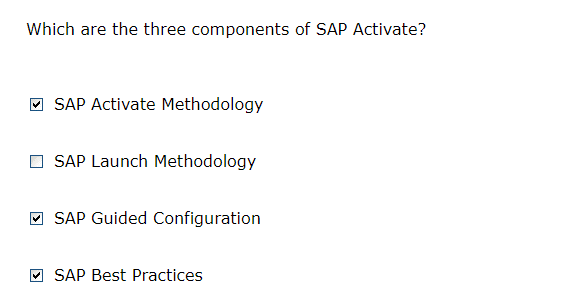 Which are the three components of SAP Activate?
SAP Activate Methodology
SAP Launch Methodology
SAP Guided Configuration
SAP Best Practices